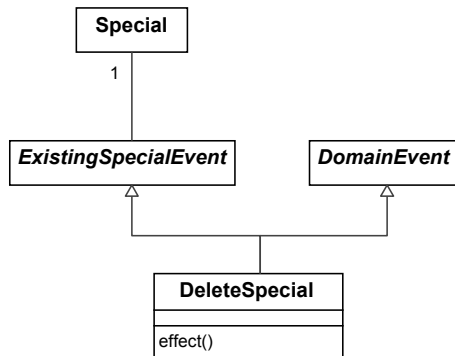 Special
1
ExistingSpecialEvent
DomainEvent
DeleteSpecial
effect()